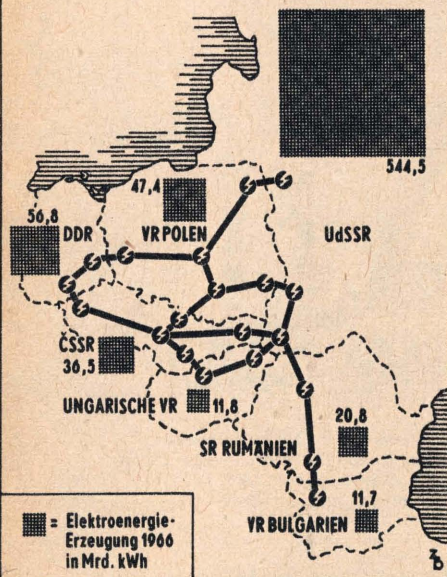 544,5
47,4
56,8
DDR
VR POLEN
UdSSR
ČSSR
36,5
UNGARISCHE VR
11,8
20,8
SR RUMÄNIEN
11,7
VR BULGARIEN
= Elektroenergie-
Erzeugung 1966
in Mrd. kWh